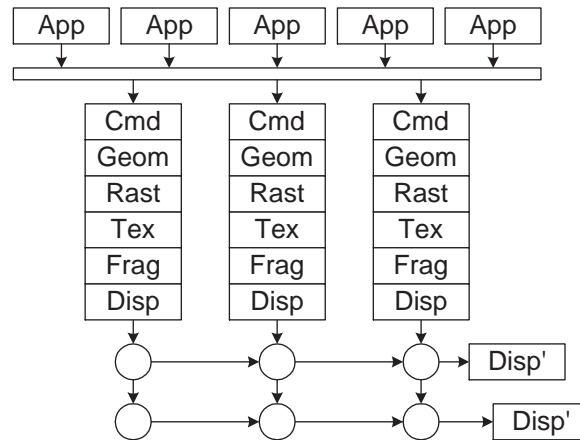 App App App App App
Cmd Cmd Cmd
Geom Geom Geom
Rast Rast Rast
Tex Tex Tex
Frag Frag Frag
Disp Disp Disp
Disp'
Disp'